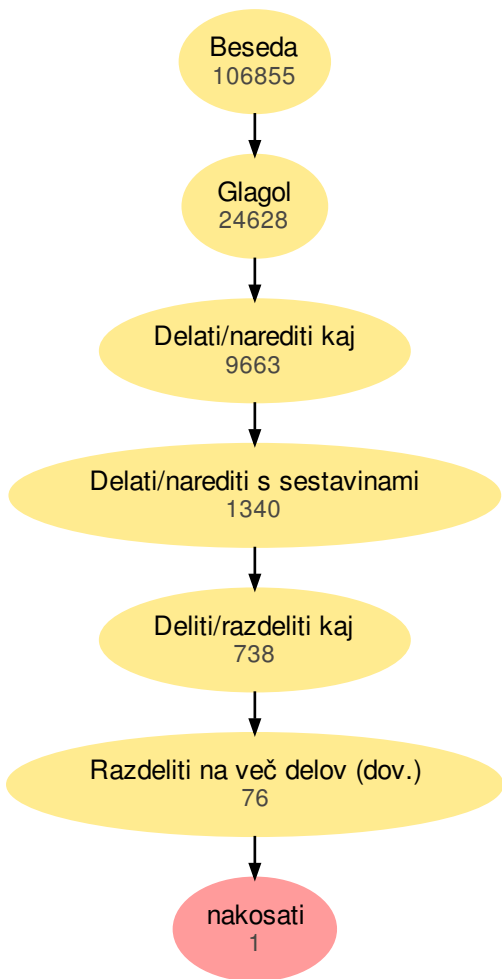 Beseda
106855
Glagol
24628
Delati/narediti kaj
9663
Delati/narediti s sestavinami
1340
Deliti/razdeliti kaj
738
Razdeliti na več delov (dov.)
76
nakosati
1